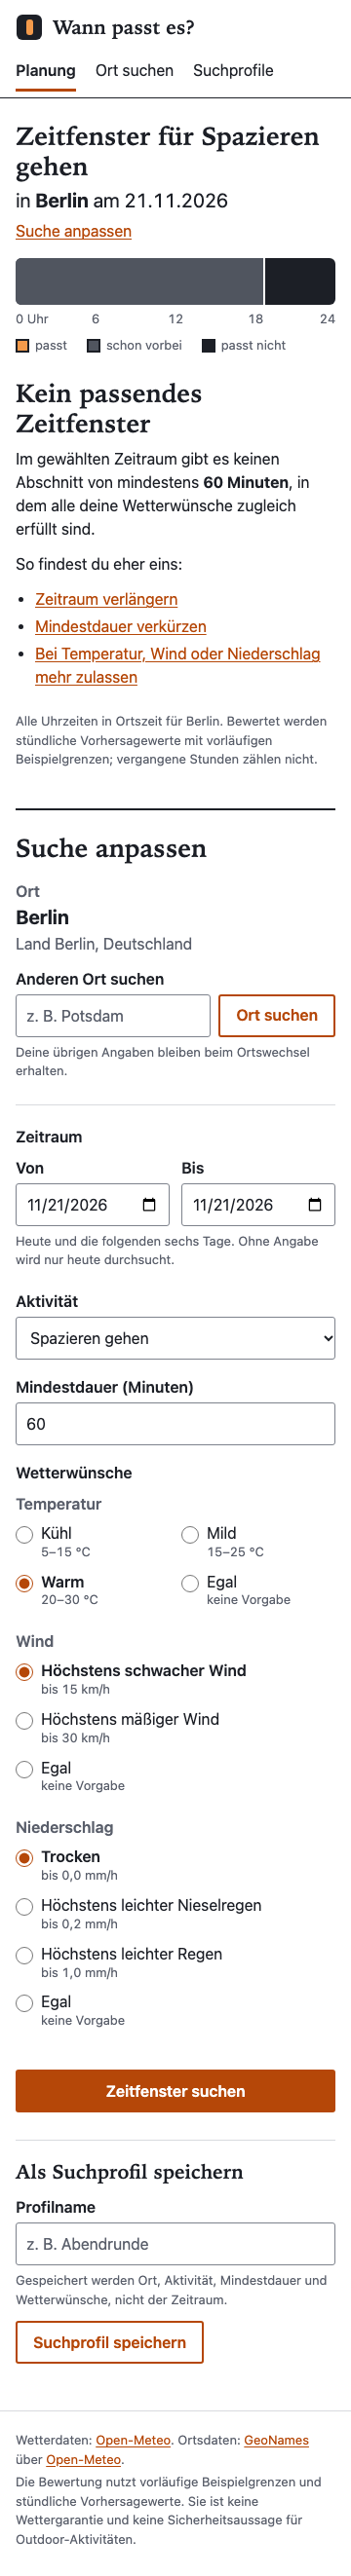 Wann passt es?
Planung Ort suchen Suchprofile
Zeitfenster für Spazieren
gehen
in Berlin am 21.11.2026
Suche anpassen
0 Uhr 6 12 18 24
passt schon vorbei passt nicht
Kein passendes
Zeitfenster
Im gewählten Zeitraum gibt es keinen
Abschnitt von mindestens 60 Minuten, in
dem alle deine Wetterwünsche zugleich
erfüllt sind.
So findest du eher eins:
• Zeitraum verlängern
• Mindestdauer verkürzen
• Bei Temperatur, Wind oder Niederschlag
mehr zulassen
Alle Uhrzeiten in Ortszeit für Berlin. Bewertet werden
stündliche Vorhersagewerte mit vorläufigen
Beispielgrenzen; vergangene Stunden zählen nicht.
Suche anpassen
Ort
Berlin
Land Berlin, Deutschland
Anderen Ort suchen
z. B. Potsdam Ort suchen
Deine übrigen Angaben bleiben beim Ortswechsel
erhalten.
Zeitraum
Von Bis
11/21/2026 11/21/2026
Heute und die folgenden sechs Tage. Ohne Angabe
wird nur heute durchsucht.
Aktivität
Spazieren gehen
Mindestdauer (Minuten)
60
Wetterwünsche
Temperatur
Kühl Mild
5–15 °C 15–25 °C
Warm Egal
20–30 °C keine Vorgabe
Wind
Höchstens schwacher Wind
bis 15 km/h
Höchstens mäßiger Wind
bis 30 km/h
Egal
keine Vorgabe
Niederschlag
Trocken
bis 0,0 mm/h
Höchstens leichter Nieselregen
bis 0,2 mm/h
Höchstens leichter Regen
bis 1,0 mm/h
Egal
keine Vorgabe
Zeitfenster suchen
Als Suchprofil speichern
Profilname
z. B. Abendrunde
Gespeichert werden Ort, Aktivität, Mindestdauer und
Wetterwünsche, nicht der Zeitraum.
Suchprofil speichern
Wetterdaten: Open-Meteo. Ortsdaten: GeoNames
über Open-Meteo.
Die Bewertung nutzt vorläufige Beispielgrenzen und
stündliche Vorhersagewerte. Sie ist keine
Wettergarantie und keine Sicherheitsaussage für
Outdoor-Aktivitäten.